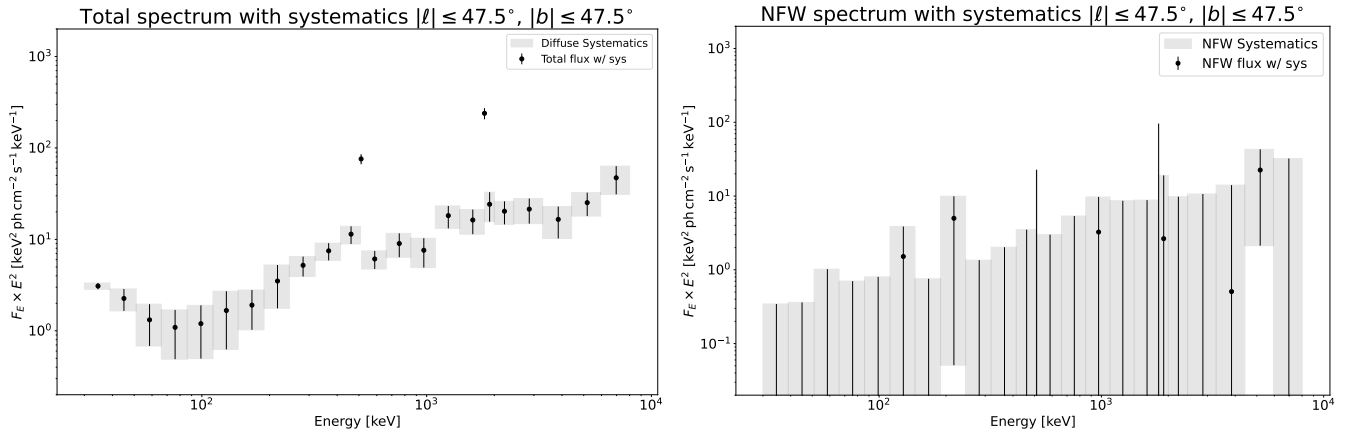 Total spectrum with systematics |ℓ| ≤ 47.5°, |b| ≤ 47.5°
Diffuse Systematics
Total flux w/ sys
10³
10²
10¹
10⁰
F_E × E² [keV² ph cm⁻² s⁻¹ keV⁻¹]
10² 10³ 10⁴
Energy [keV]
NFW spectrum with systematics |ℓ| ≤ 47.5°, |b| ≤ 47.5°
NFW Systematics
NFW flux w/ sys
10³
10²
10¹
10⁰
10⁻¹
F_E × E² [keV² ph cm⁻² s⁻¹ keV⁻¹]
10² 10³ 10⁴
Energy [keV]